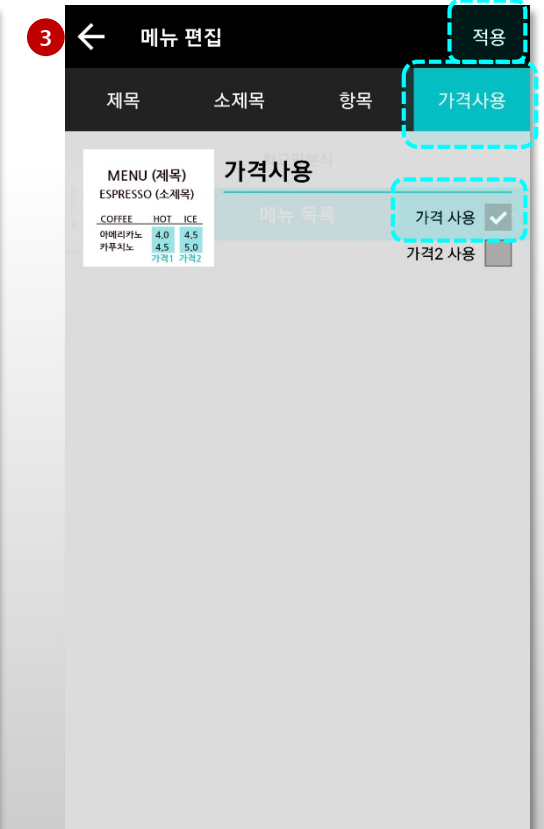 3
메뉴 편집
적용
제목 소제목 항목 가격사용
MENU (제목)
ESPRESSO (소제목)
COFFEE HOT ICE
아메리카노 4.0 4.5
카푸치노 4.5 5.0
가격1 가격2
가격사용
메뉴 목록
가격 사용
가격2 사용